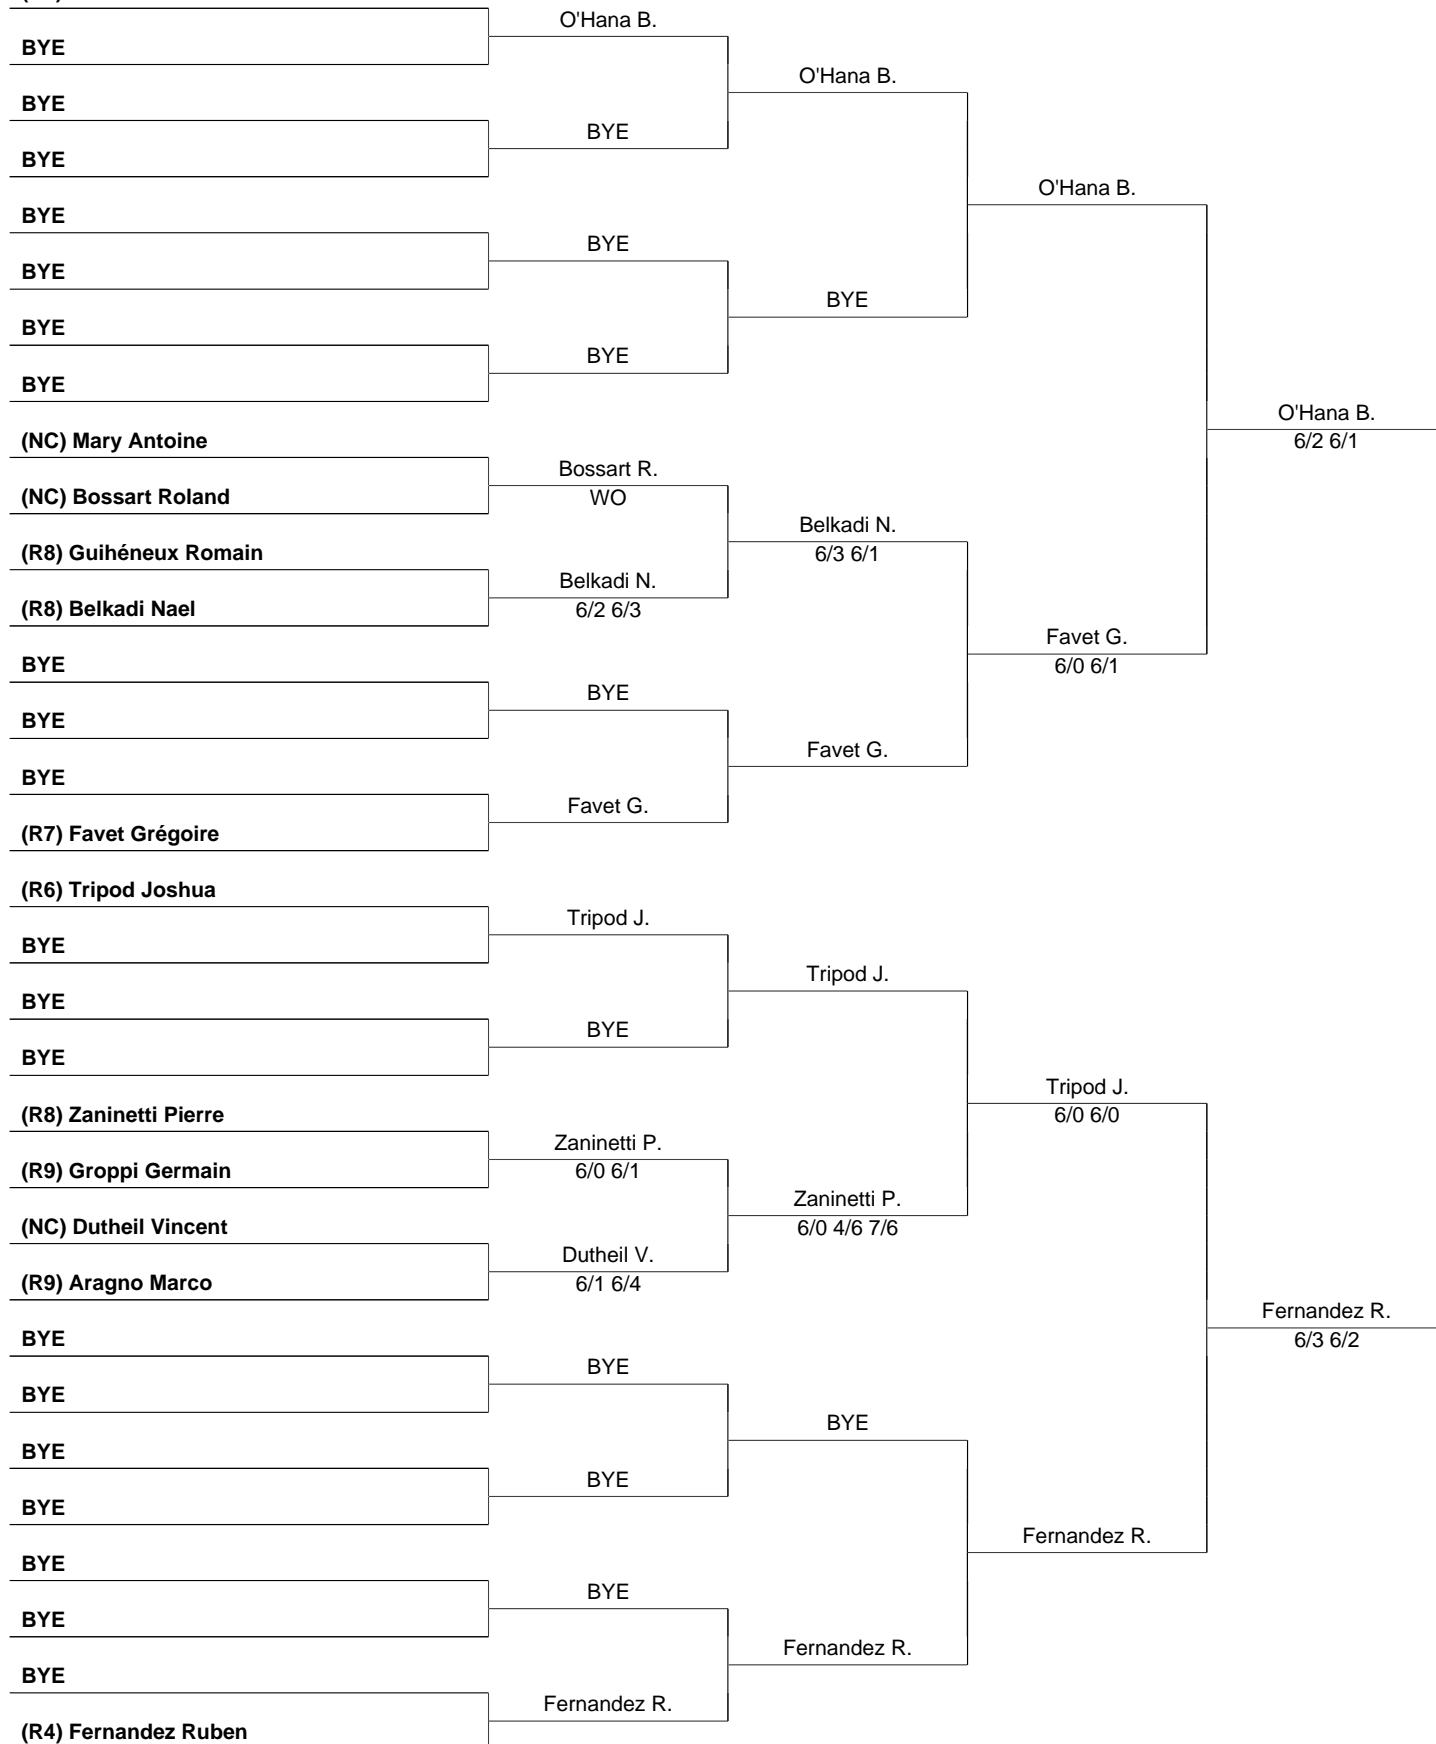 BYE
BYE
BYE
BYE
BYE
BYE
BYE
(NC) Mary Antoine
(NC) Bossart Roland
(R8) Guihéneux Romain
(R8) Belkadi Nael
BYE
BYE
BYE
(R7) Favet Grégoire
(R6) Tripod Joshua
BYE
BYE
BYE
(R8) Zaninetti Pierre
(R9) Groppi Germain
(NC) Dutheil Vincent
(R9) Aragno Marco
BYE
BYE
BYE
BYE
BYE
BYE
BYE
(R4) Fernandez Ruben
O'Hana B.
BYE
BYE
BYE
Bossart R.
WO
Belkadi N.
6/2 6/3
BYE
Favet G.
Tripod J.
BYE
Zaninetti P.
6/0 6/1
Dutheil V.
6/1 6/4
BYE
BYE
BYE
Fernandez R.
O'Hana B.
BYE
Belkadi N.
6/3 6/1
Favet G.
Tripod J.
Zaninetti P.
6/0 4/6 7/6
BYE
Fernandez R.
O'Hana B.
Favet G.
6/0 6/1
Tripod J.
6/0 6/0
Fernandez R.
O'Hana B.
6/2 6/1
Fernandez R.
6/3 6/2